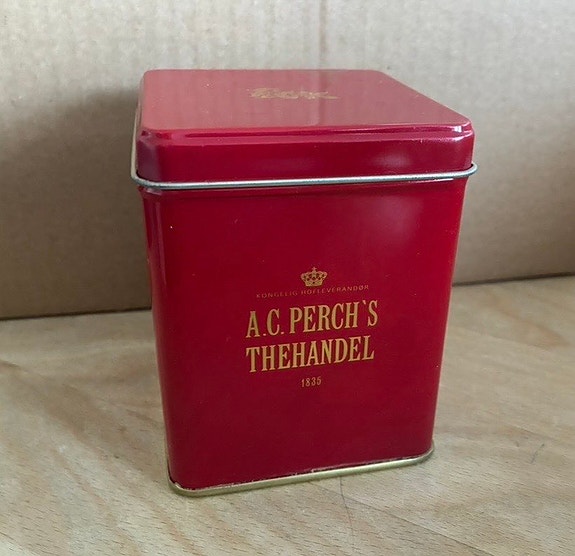 KONGELIG HOFLEVERANDØR
A.C. PERCH`S
THEHANDEL
1835